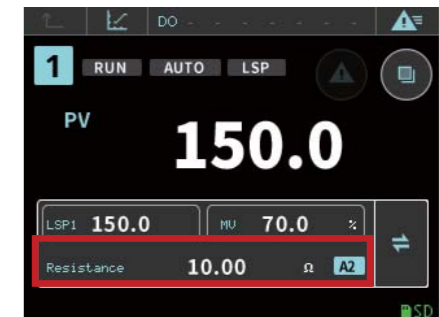 DO - - - - - - - -
1 RUN AUTO LSP
PV
150.0
LSP1 150.0 MV 70.0 %
Resistance 10.00 Ω A2
SD